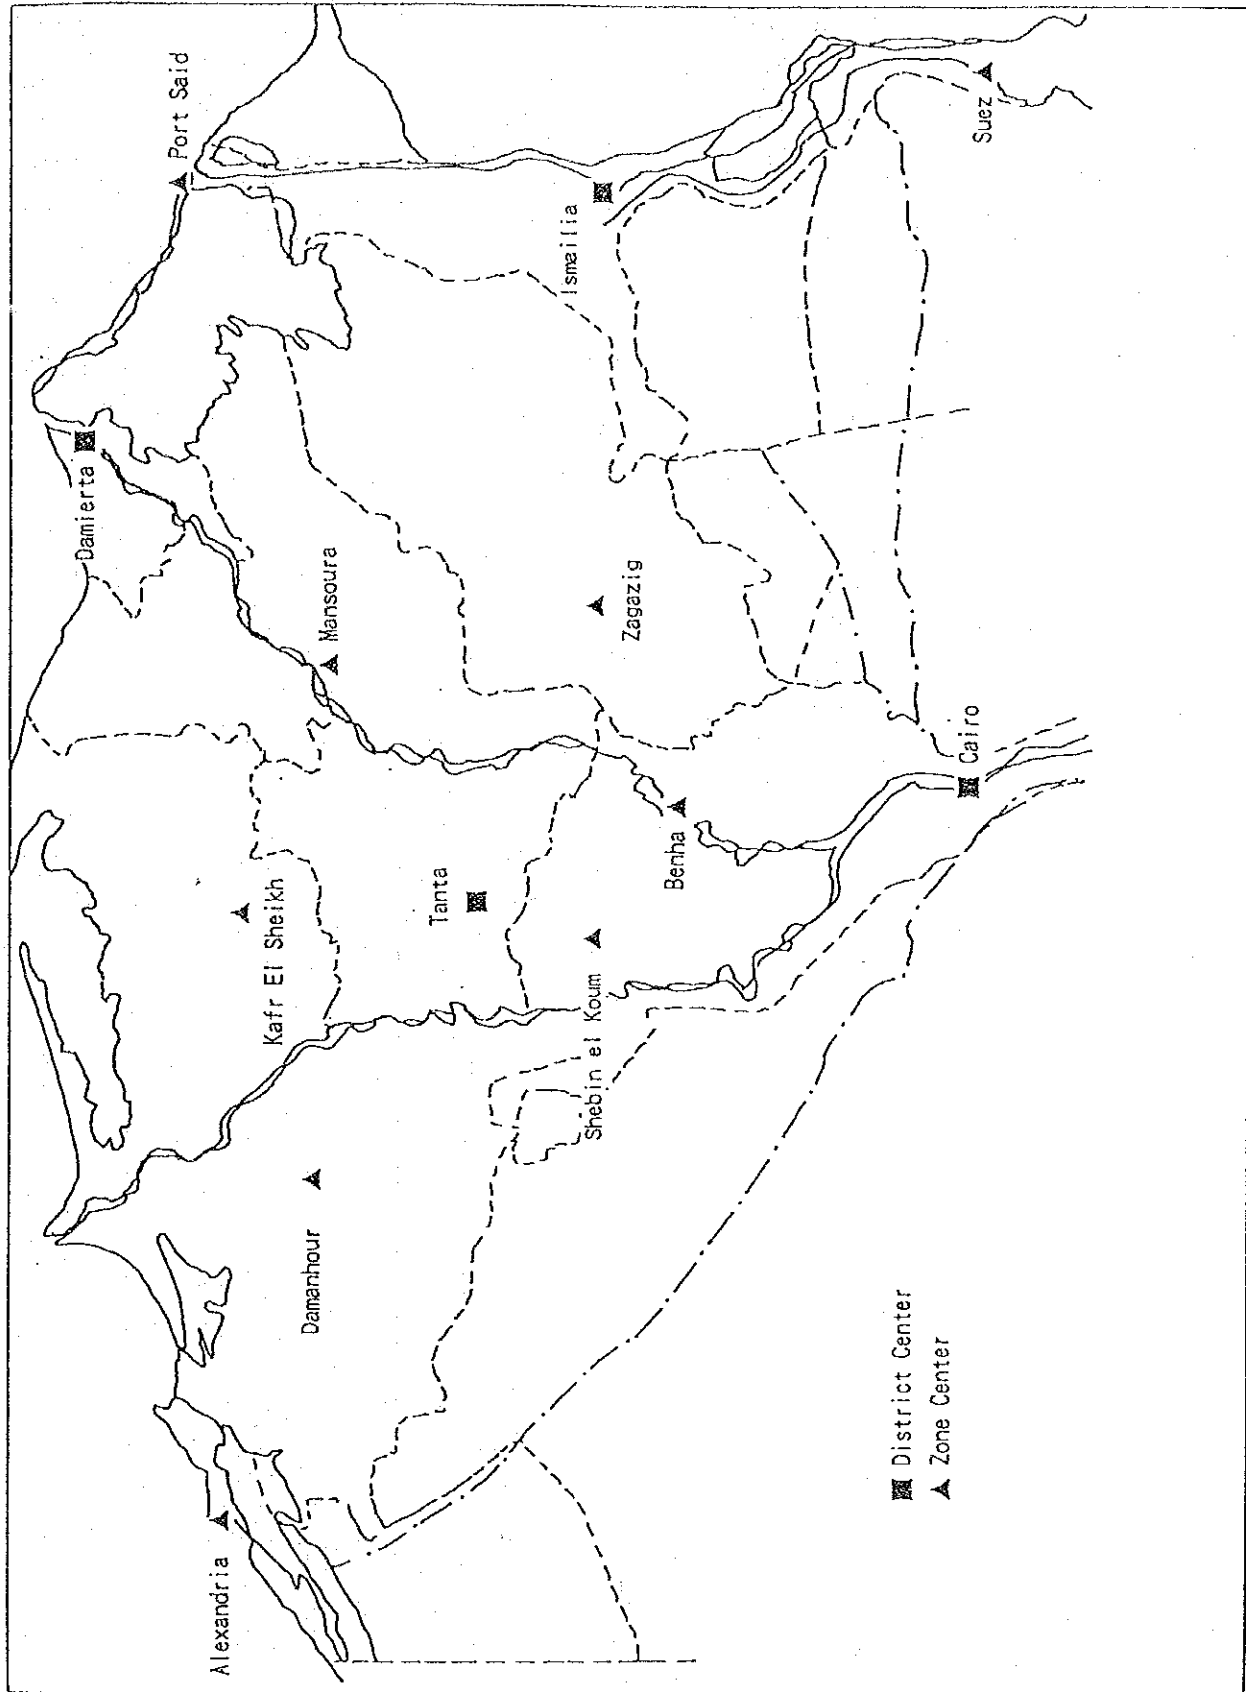 Alexandria
Damanhour
Kafr El Sheikh
Shebin el Koum
Tanta
Benha
Mansoura
Damierta
Zagazig
Cairo
Port Said
Ismailia
Suez
District Center
Zone Center